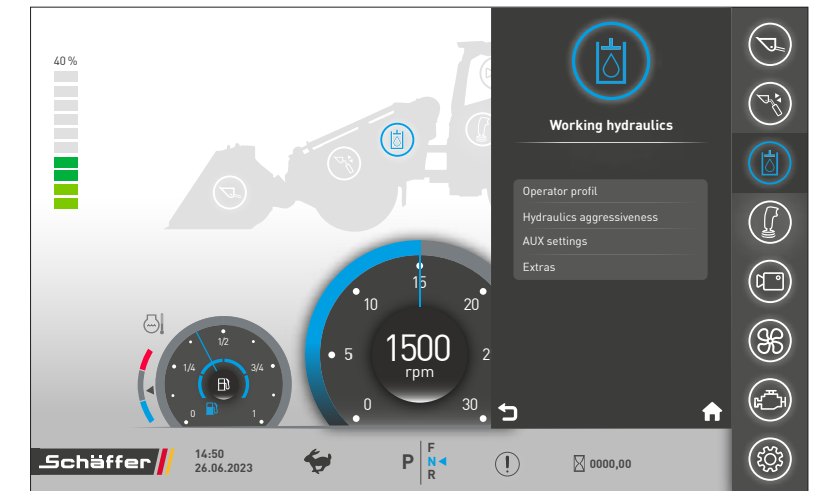 40 %
Working hydraulics
Operator profil
Hydraulics aggressiveness
AUX settings
Extras
0
5
10
15
20
2
30
1500
rpm
0
1/4
1/2
3/4
1
Schäffer
14:50
26.06.2023
P
F
N
R
!
0000,00